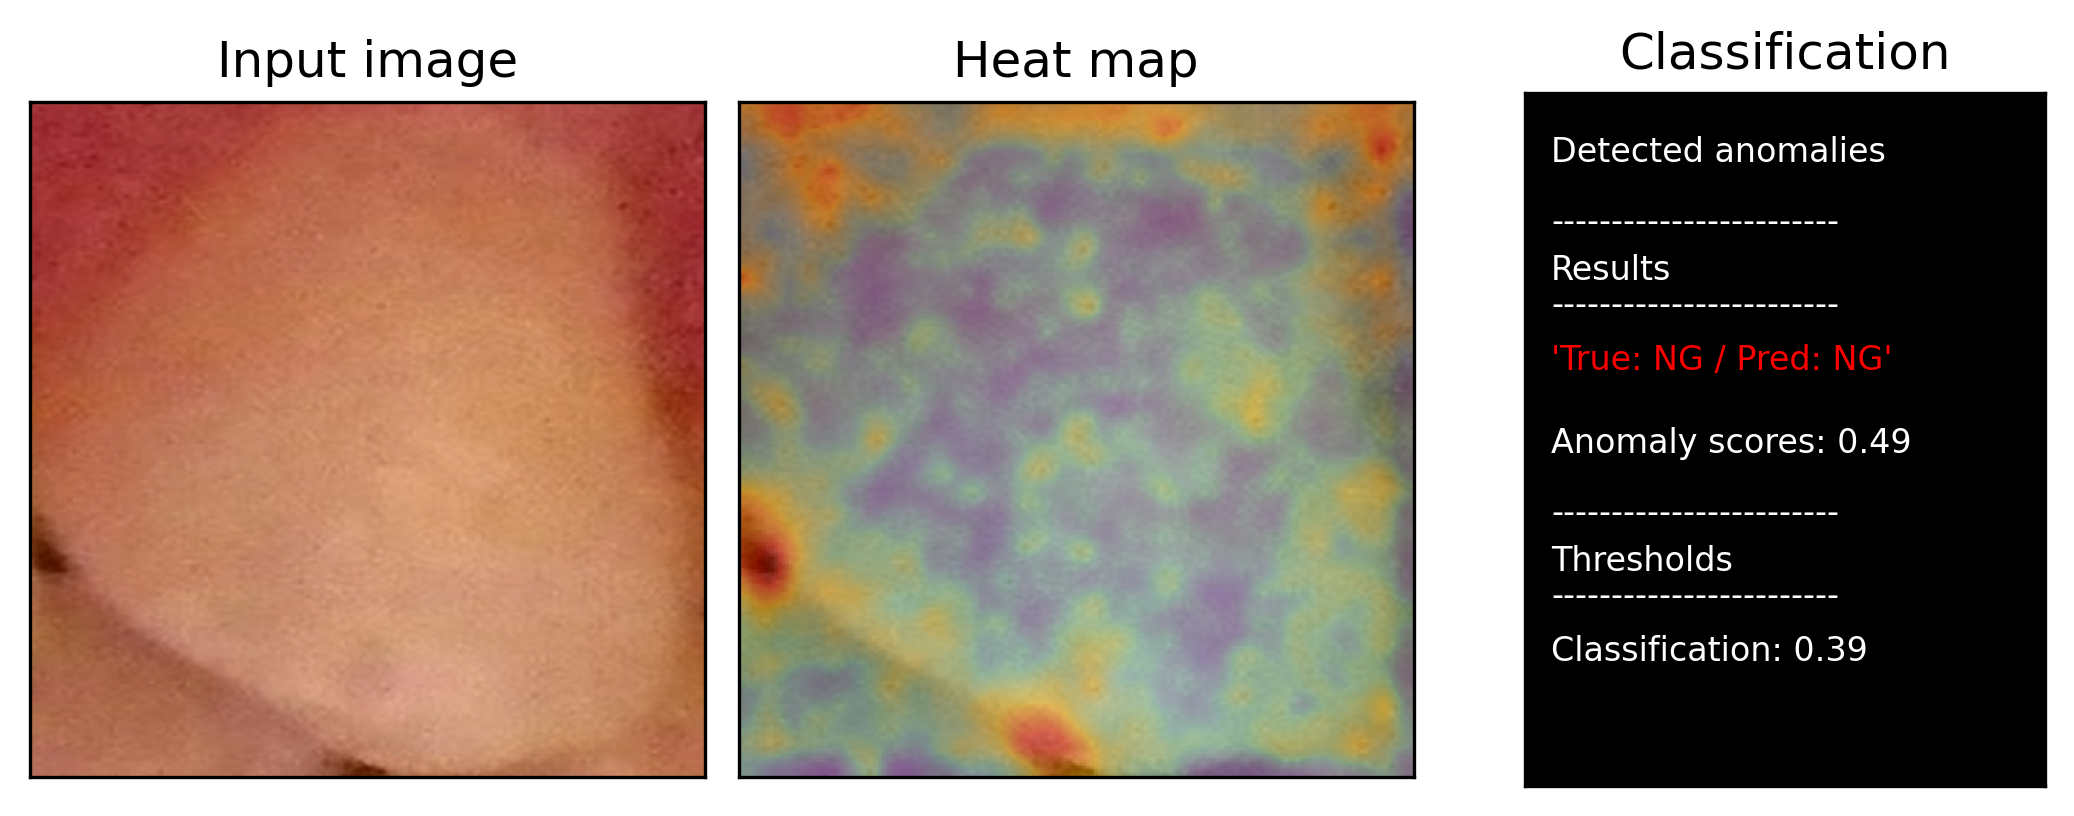 Input image
Heat map
Classification
Detected anomalies
------------------------
Results
------------------------
'True: NG / Pred: NG'
Anomaly scores: 0.49
------------------------
Thresholds
------------------------
Classification: 0.39